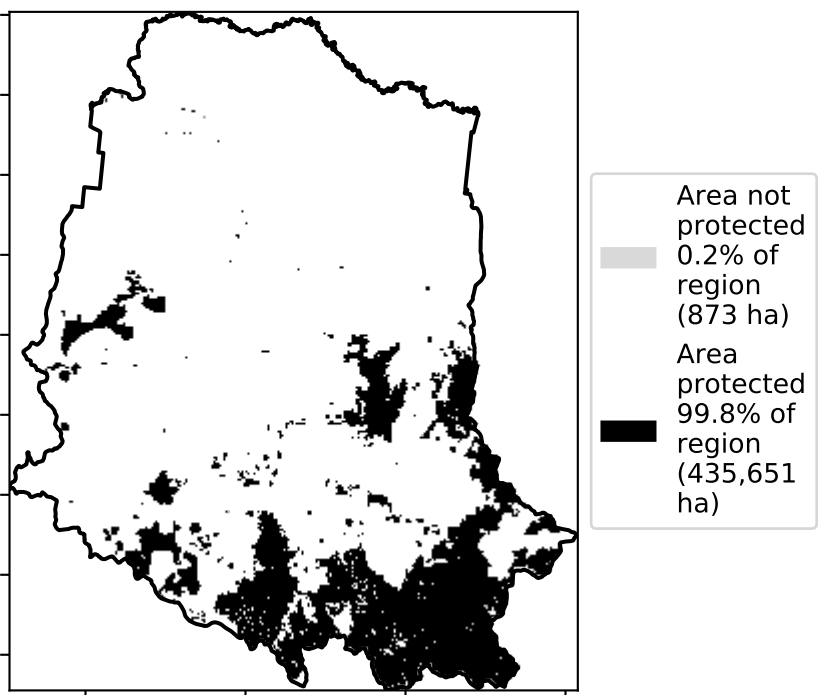 Area not
protected
0.2% of
region
(873 ha)
Area
protected
99.8% of
region
(435,651
ha)